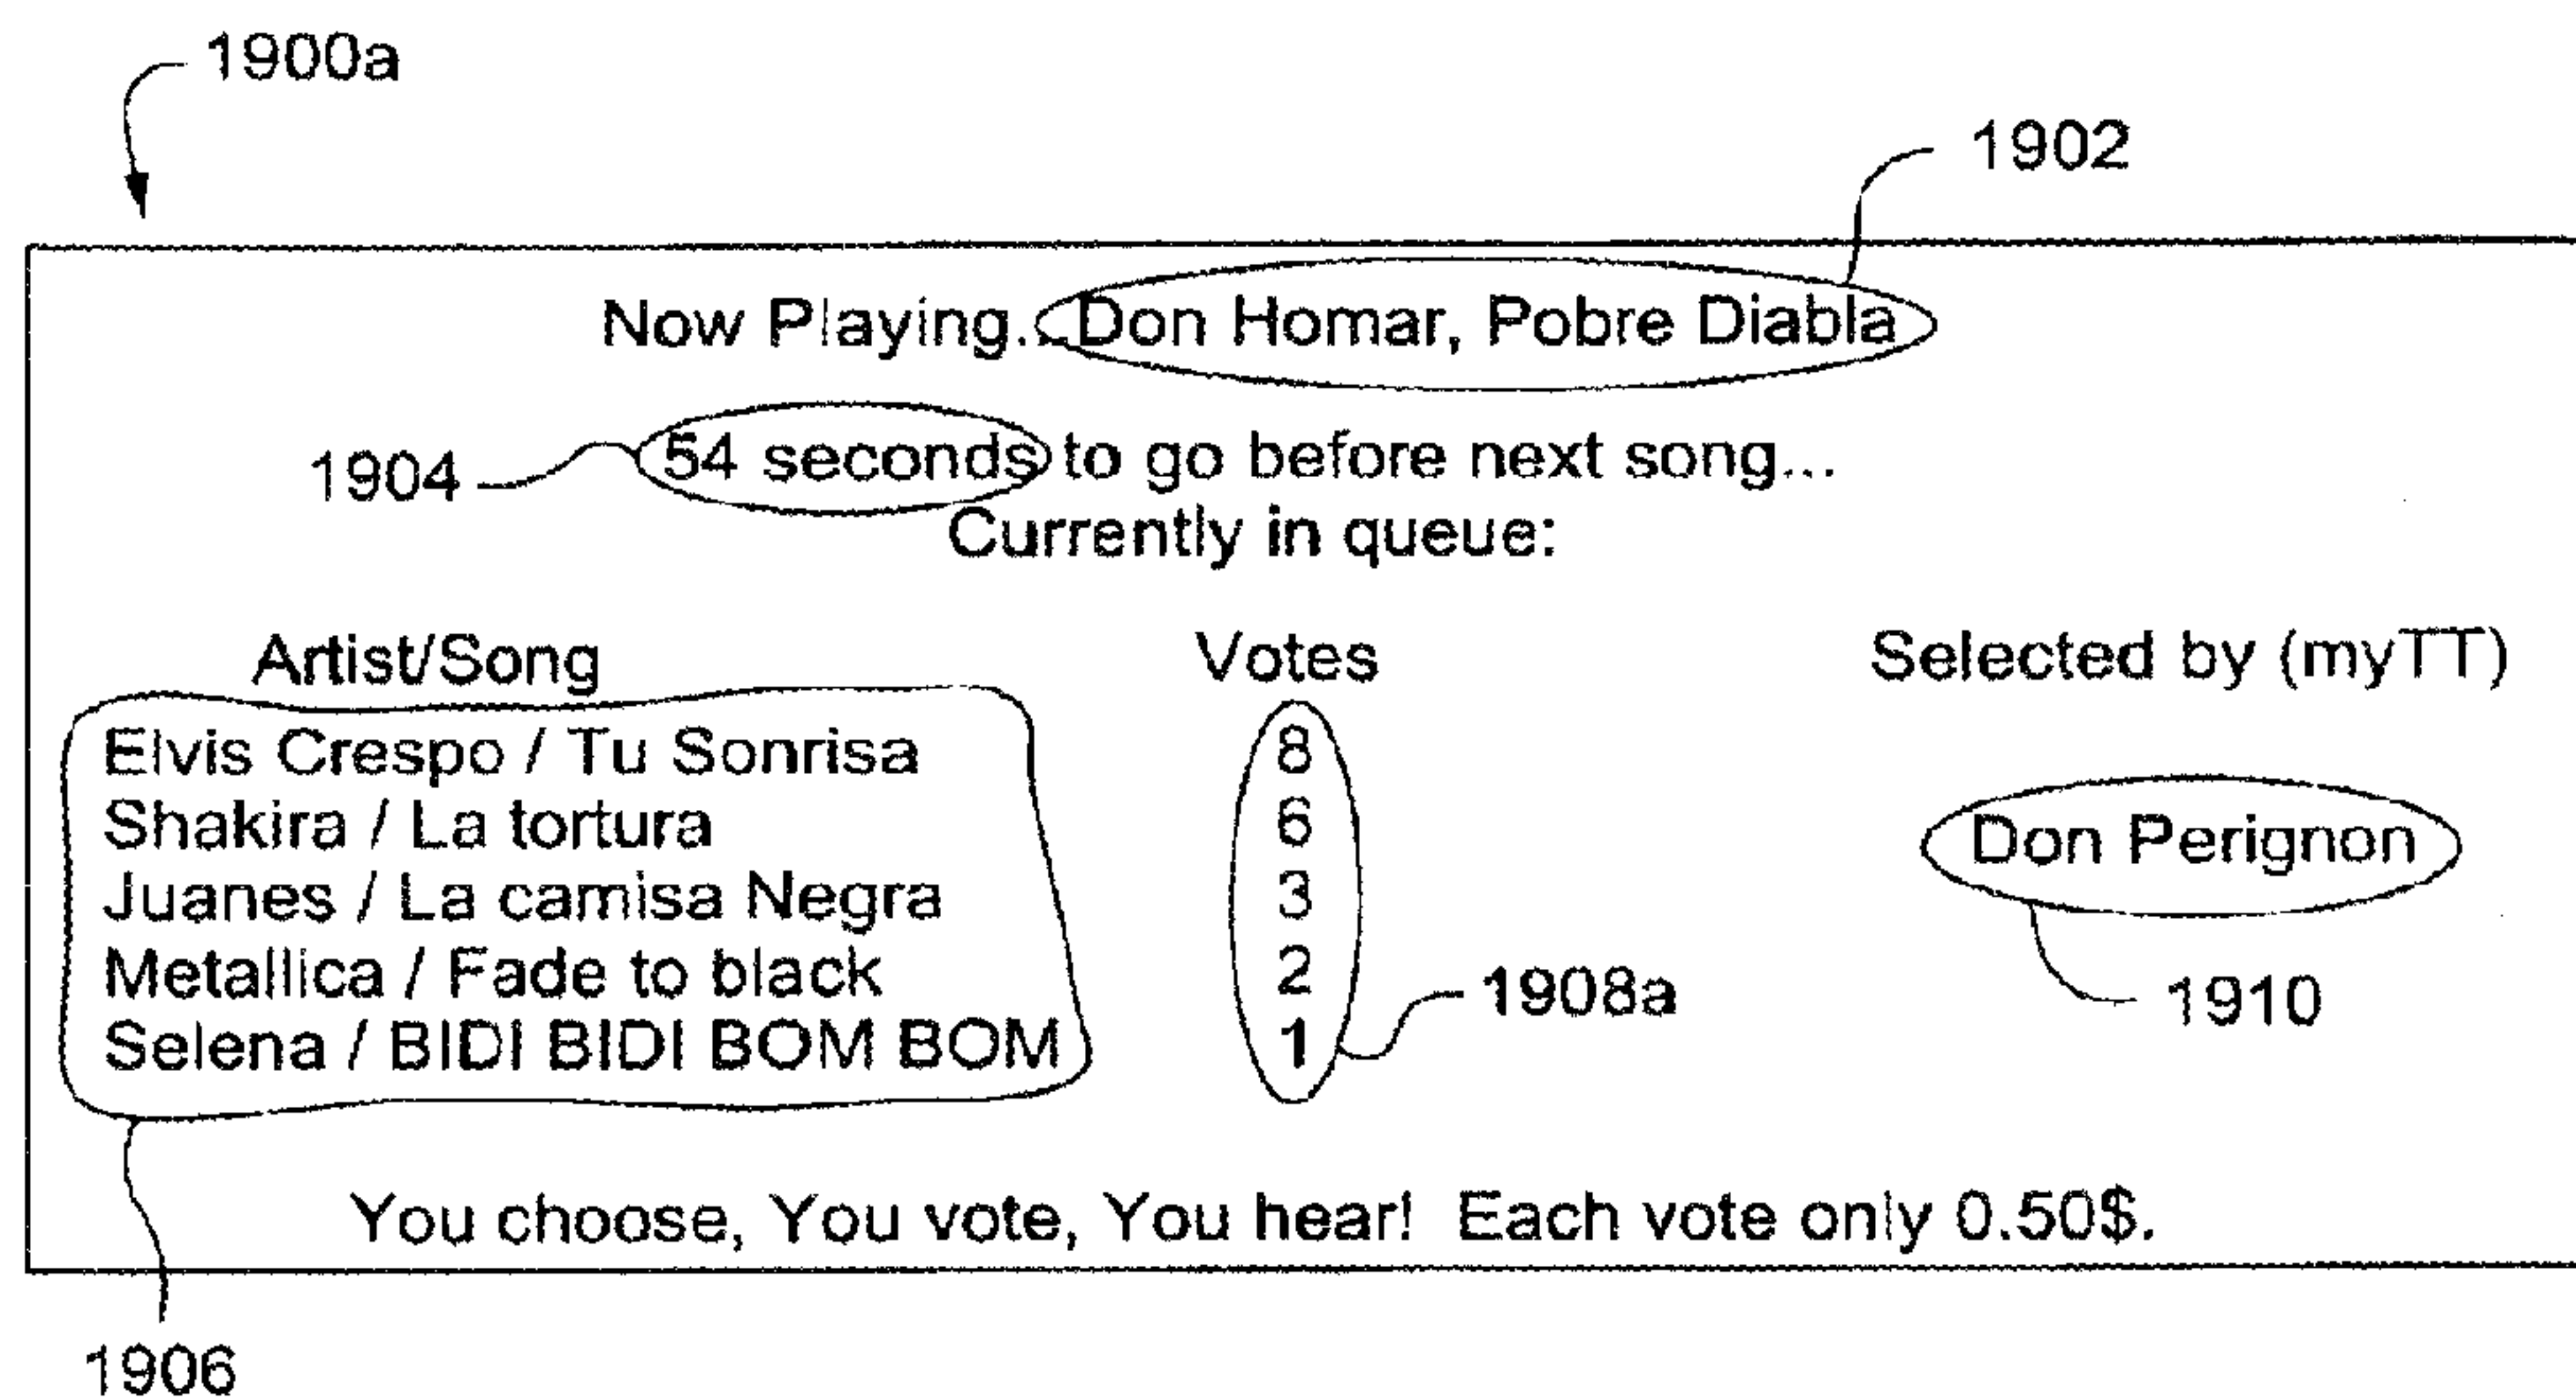 1900a
1902
Now Playing...Don Homar, Pobre Diabla
1904 54 seconds to go before next song...
Currently in queue:
Artist/Song Votes Selected by (myTT)
Elvis Crespo / Tu Sonrisa 8
Shakira / La tortura 6 Don Perignon
Juanes / La camisa Negra 3
Metallica / Fade to black 2 1908a 1910
Selena / BIDI BIDI BOM BOM 1
You choose, You vote, You hear! Each vote only 0.50$.
1906